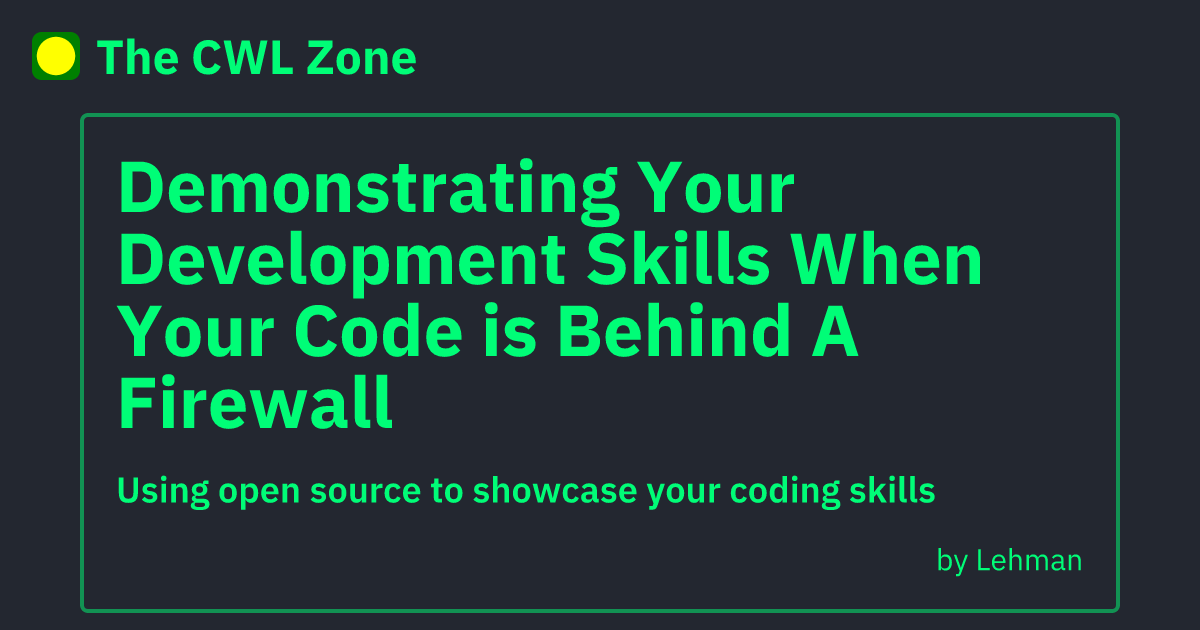 The CWL Zone
Demonstrating Your
Development Skills When
Your Code is Behind A
Firewall
Using open source to showcase your coding skills
by Lehman